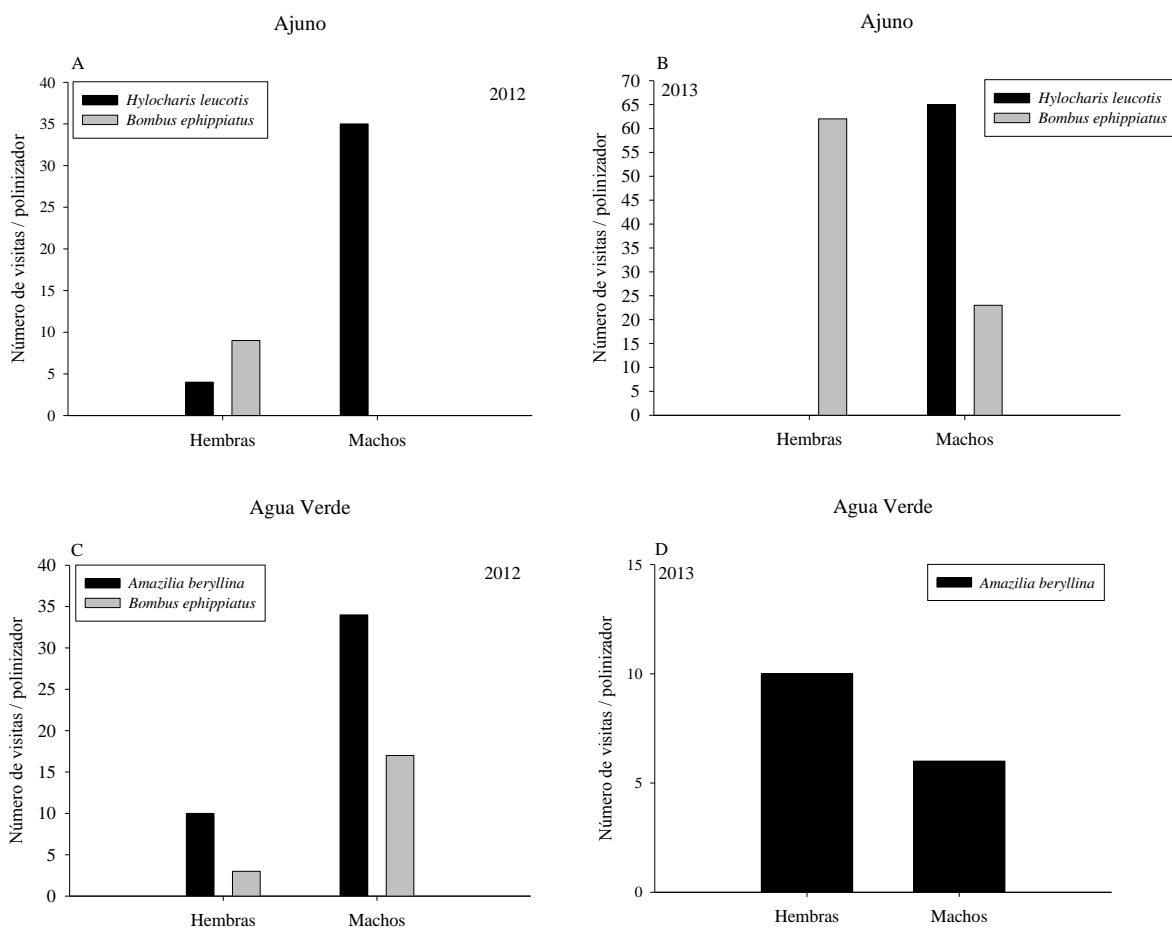 Ajuno
A
2012
Hylocharis leucotis
Bombus ephippiatus
Número de visitas / polinizador
40
35
30
25
20
15
10
5
0
Hembras
Machos
Ajuno
B
2013
Hylocharis leucotis
Bombus ephippiatus
Número de visitas / polinizador
70
65
60
55
50
45
40
35
30
25
20
15
10
5
0
Hembras
Machos
Agua Verde
C
2012
Amazilia beryllina
Bombus ephippiatus
Número de visitas / polinizador
40
35
30
25
20
15
10
5
0
Hembras
Machos
Agua Verde
D
2013
Amazilia beryllina
Número de visitas / polinizador
15
10
5
0
Hembras
Machos